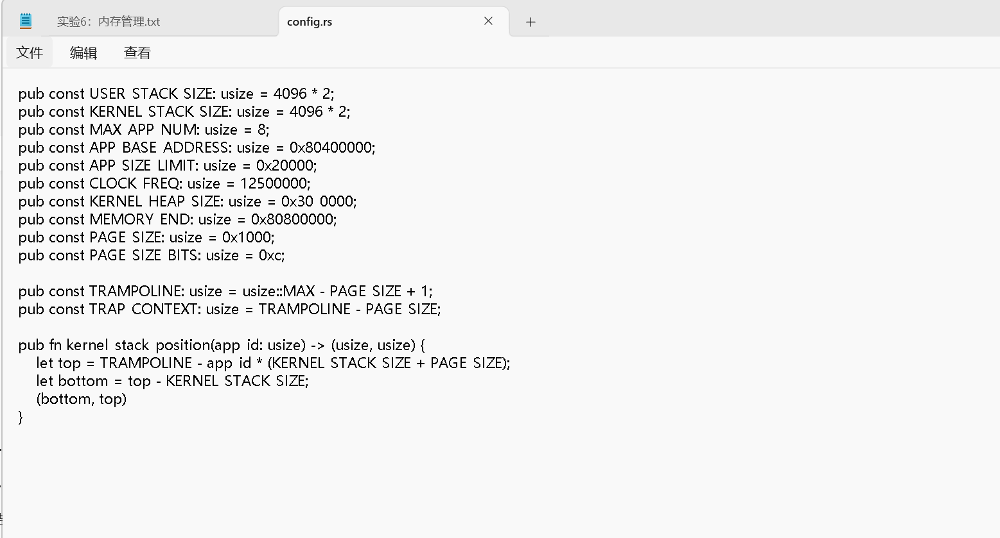 实验6：内存管理.txt
config.rs
文件 编辑 查看
pub const USER STACK SIZE: usize = 4096 * 2;
pub const KERNEL STACK SIZE: usize = 4096 * 2;
pub const MAX APP NUM: usize = 8;
pub const APP BASE ADDRESS: usize = 0x80400000;
pub const APP SIZE LIMIT: usize = 0x20000;
pub const CLOCK FREQ: usize = 12500000;
pub const KERNEL HEAP SIZE: usize = 0x30 0000;
pub const MEMORY END: usize = 0x80800000;
pub const PAGE SIZE: usize = 0x1000;
pub const PAGE SIZE BITS: usize = 0xc;
pub const TRAMPOLINE: usize = usize::MAX - PAGE SIZE + 1;
pub const TRAP CONTEXT: usize = TRAMPOLINE - PAGE SIZE;
pub fn kernel stack position(app id: usize) -> (usize, usize) {
let top = TRAMPOLINE - app id * (KERNEL STACK SIZE + PAGE SIZE);
let bottom = top - KERNEL STACK SIZE;
(bottom, top)
}